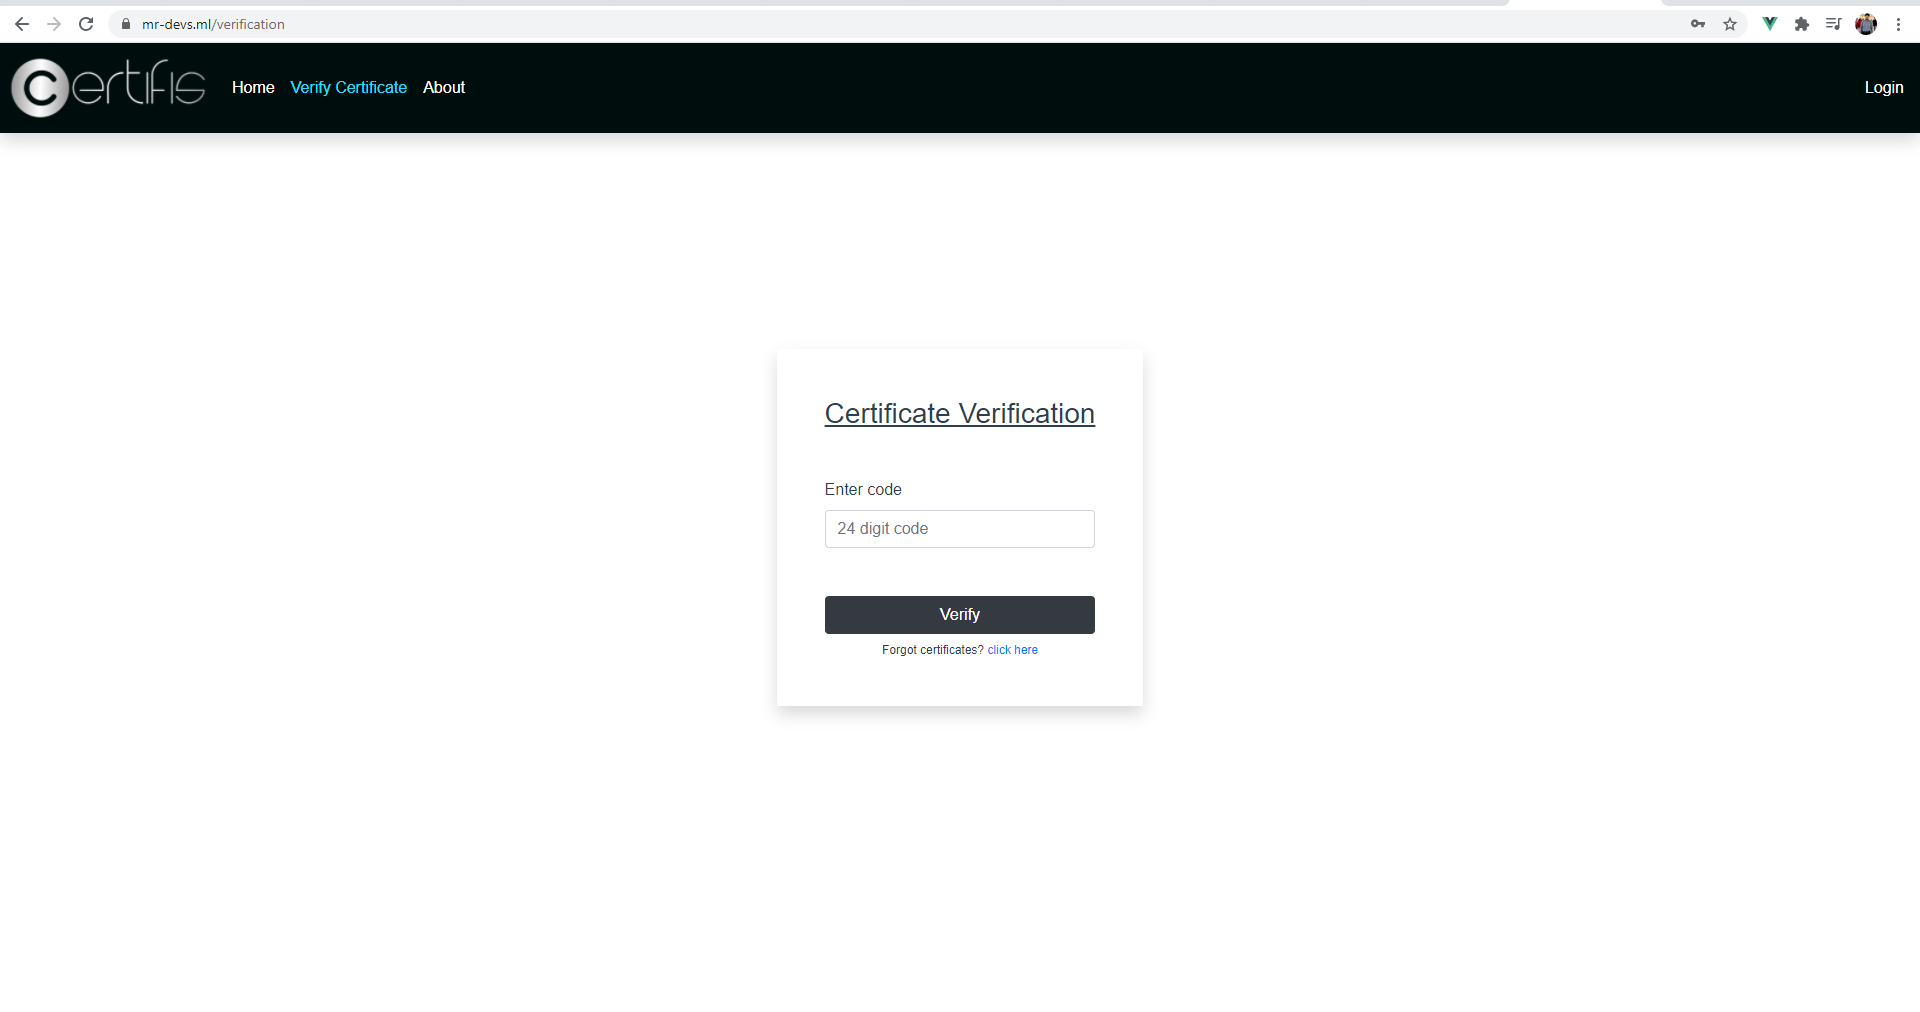 mr-devs.ml/verification
certifis Home Verify Certificate About Login
Certificate Verification
Enter code
24 digit code
Verify
Forgot certificates? click here